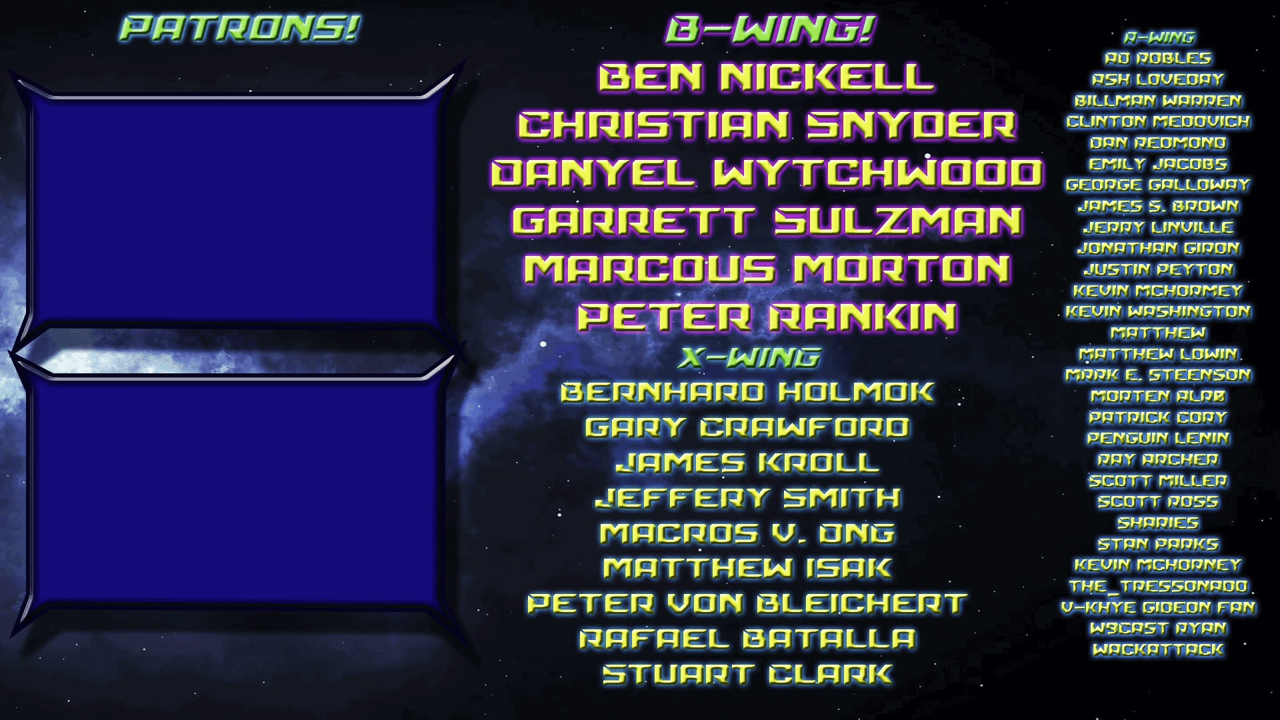 PATRONS!
B-WING!
BEN NICKELL
CHRISTIAN SNYDER
DANYEL WYTCHWOOD
GARRETT SULZMAN
MARCOUS MORTON
PETER RANKIN
X-WING
BERNHARD HOLMOK
GARY CRAWFORD
JAMES KROLL
JEFFERY SMITH
MACROS V. ONG
MATTHEW ISAK
PETER VON BLEICHERT
RAFAEL BATALLA
STUART CLARK
A-WING
AD ROBLES
ASH LOVEDAY
BILLMAN WARREN
CLINTON MEDOVICH
DAN REDMOND
EMILY JACOBS
GEORGE GALLOWAY
JAMES S. BROWN
JERRY LINVILLE
JONATHAN GIRON
JUSTIN PEYTON
KEVIN MCHORMEY
KEVIN WASHINGTON
MATTHEW
MATTHEW LOWIN
MARK E. STEENSON
MORTEN ALRØ
PATRICK CORY
PENGUIN LENIN
RAY ARCHER
SCOTT MILLER
SCOTT ROSS
SHARIES
STAN PARKS
KEVIN MCHORNEY
THE_TRESSONADO
V-KHYE GIDEON FAN
W9CAST RYAN
WACKATTACK